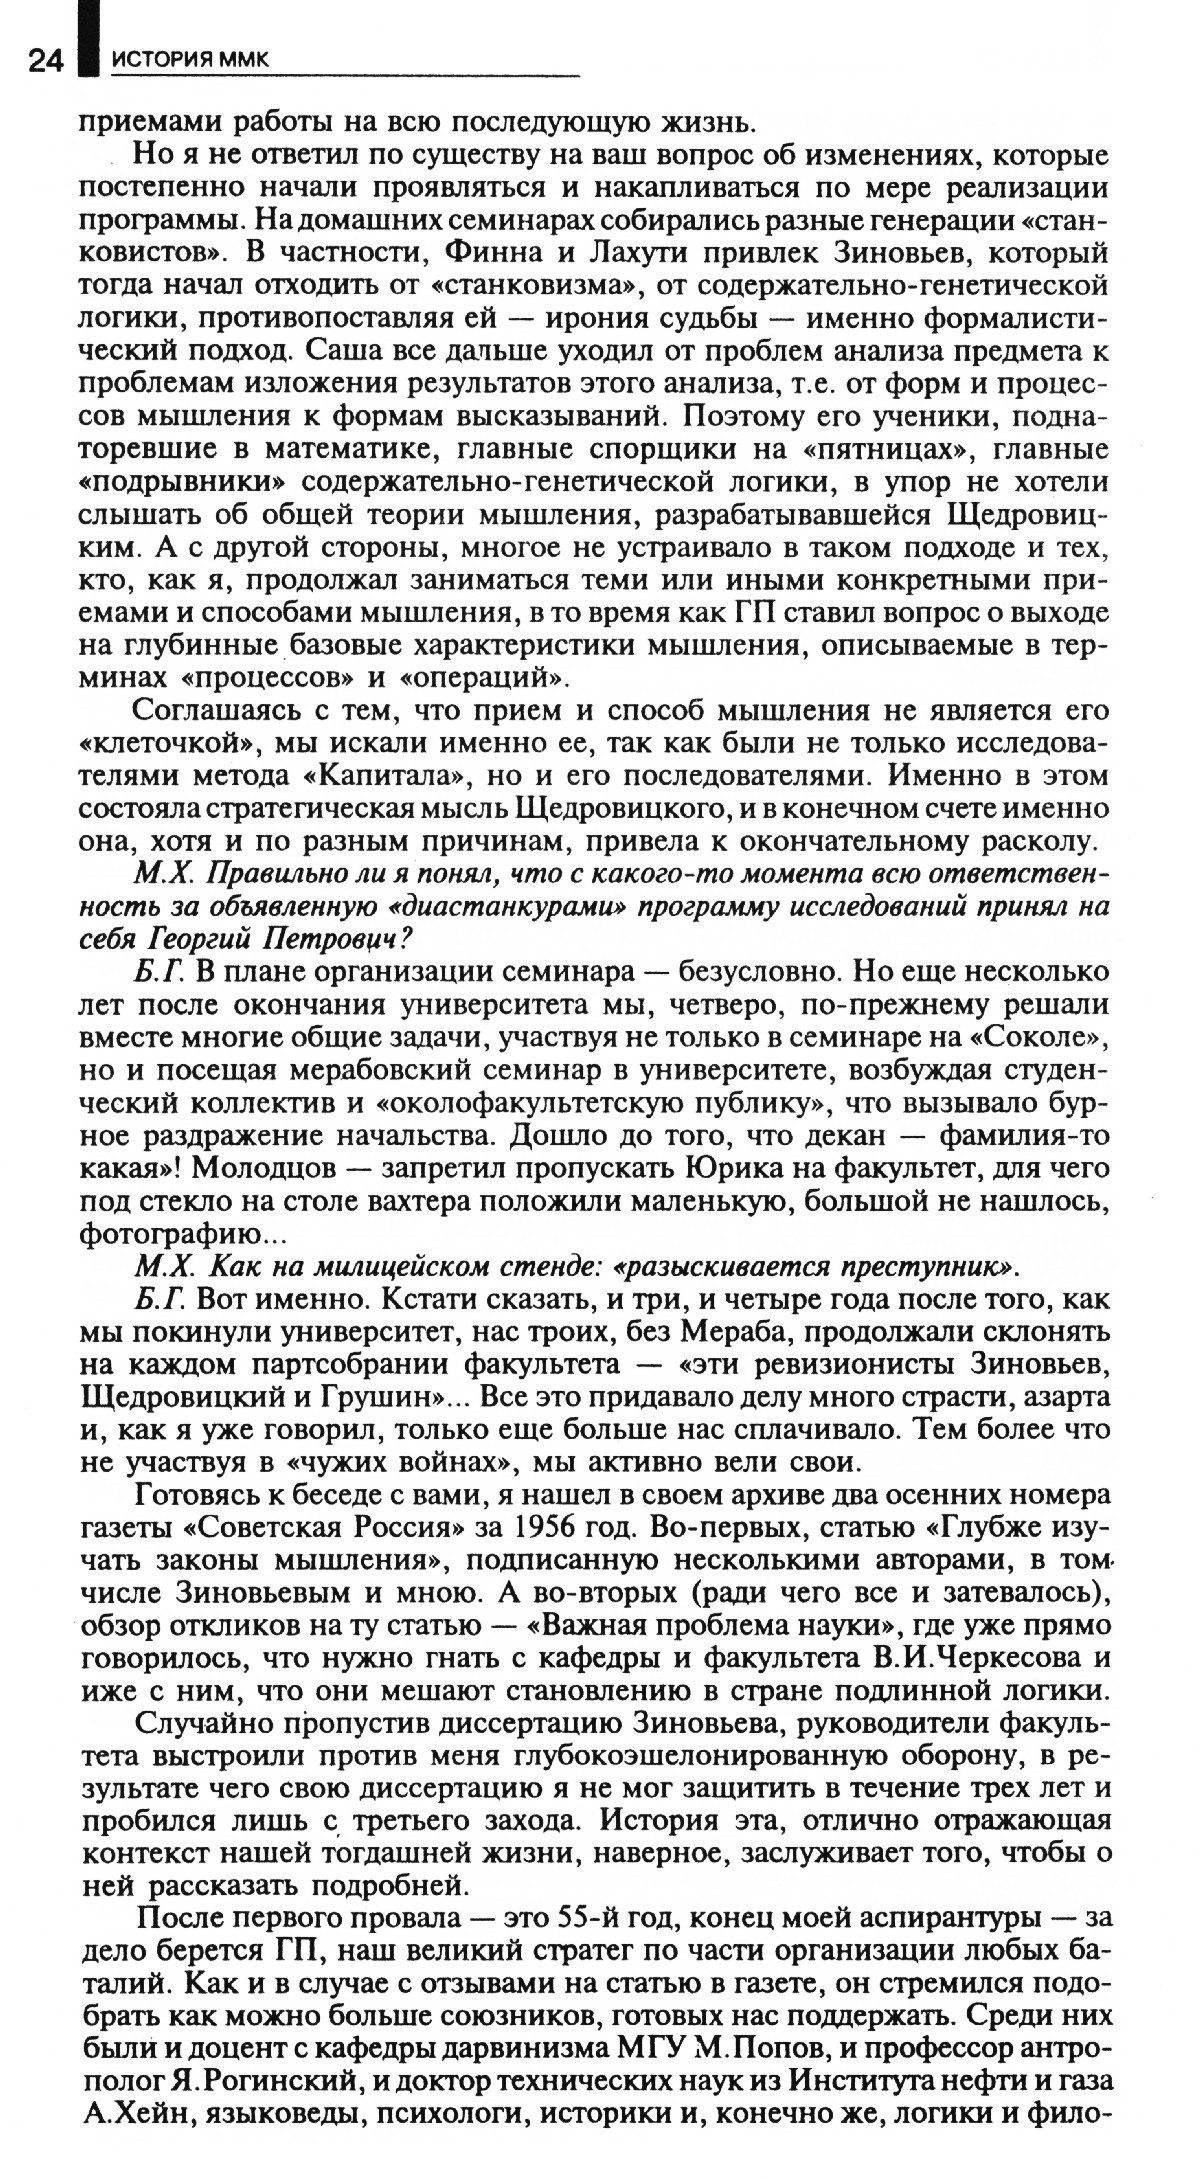 24 ИСТОРИЯ ММК
приемами работы на всю последующую жизнь.
Но я не ответил по существу на ваш вопрос об изменениях, которые
постепенно начали проявляться и накапливаться по мере реализации
программы. На домашних семинарах собирались разные генерации «стан-
ковистов». В частности, Финна и Лахути привлек Зиновьев, который
тогда начал отходить от «станковизма», от содержательно-генетической
логики, противопоставляя ей — ирония судьбы — именно формалисти-
ческий подход. Саша все дальше уходил от проблем анализа предмета к
проблемам изложения результатов этого анализа, т.е. от форм и процес-
сов мышления к формам высказываний. Поэтому его ученики, подна-
торевшие в математике, главные спорщики на «пятницах», главные
«подрывники» содержательно-генетической логики, в упор не хотели
слышать об общей теории мышления, разрабатывавшейся Щедровиц-
ким. А с другой стороны, многое не устраивало в таком подходе и тех,
кто, как я, продолжал заниматься теми или иными конкретными при-
емами и способами мышления, в то время как ГП ставил вопрос о выходе
на глубинные базовые характеристики мышления, описываемые в тер-
минах «процессов» и «операций».
Соглашаясь с тем, что прием и способ мышления не является его
«клеточкой», мы искали именно ее, так как были не только исследова-
телями метода «Капитала», но и его последователями. Именно в этом
состояла стратегическая мысль Щедровицкого, и в конечном счете именно
она, хотя и по разным причинам, привела к окончательному расколу.
М.Х. Правильно ли я понял, что с какого-то момента всю ответствен-
ность за объявленную «диастанкурами» программу исследований принял на
себя Георгий Петрович?
Б.Г. В плане организации семинара — безусловно. Но еще несколько
лет после окончания университета мы, четверо, по-прежнему решали
вместе многие общие задачи, участвуя не только в семинаре на «Соколе»,
но и посещая мерабовский семинар в университете, возбуждая студен-
ческий коллектив и «околофакультетскую публику», что вызывало бур-
ное раздражение начальства. Дошло до того, что декан — фамилия-то
какая»! Молодцов — запретил пропускать Юрика на факультет, для чего
под стекло на столе вахтера положили маленькую, большой не нашлось,
фотографию...
М.Х. Как на милицейском стенде: «разыскивается преступник».
Б.Г. Вот именно. Кстати сказать, и три, и четыре года после того, как
мы покинули университет, нас троих, без Мераба, продолжали склонять
на каждом партсобрании факультета — «эти ревизионисты Зиновьев,
Щедровицкий и Грушин»... Все это придавало делу много страсти, азарта
и, как я уже говорил, только еще больше нас сплачивало. Тем более что
не участвуя в «чужих войнах», мы активно вели свои.
Готовясь к беседе с вами, я нашел в своем архиве два осенних номера
газеты «Советская Россия» за 1956 год. Во-первых, статью «Глубже изу-
чать законы мышления», подписанную несколькими авторами, в том
числе Зиновьевым и мною. А во-вторых (ради чего все и затевалось),
обзор откликов на ту статью — «Важная проблема науки», где уже прямо
говорилось, что нужно гнать с кафедры и факультета В.И.Черкесова и
иже с ним, что они мешают становлению в стране подлинной логики.
Случайно пропустив диссертацию Зиновьева, руководители факуль-
тета выстроили против меня глубокоэшелонированную оборону, в ре-
зультате чего свою диссертацию я не мог защитить в течение трех лет и
пробился лишь с третьего захода. История эта, отлично отражающая
контекст нашей тогдашней жизни, наверное, заслуживает того, чтобы о
ней рассказать подробней.
После первого провала — это 55-й год, конец моей аспирантуры — за
дело берется ГП, наш великий стратег по части организации любых ба-
талий. Как и в случае с отзывами на статью в газете, он стремился подо-
брать как можно больше союзников, готовых нас поддержать. Среди них
были и доцент с кафедры дарвинизма МГУ М.Попов, и профессор антро-
полог Я.Рогинский, и доктор технических наук из Института нефти и газа
А.Хейн, языковеды, психологи, историки и, конечно же, логики и фило-